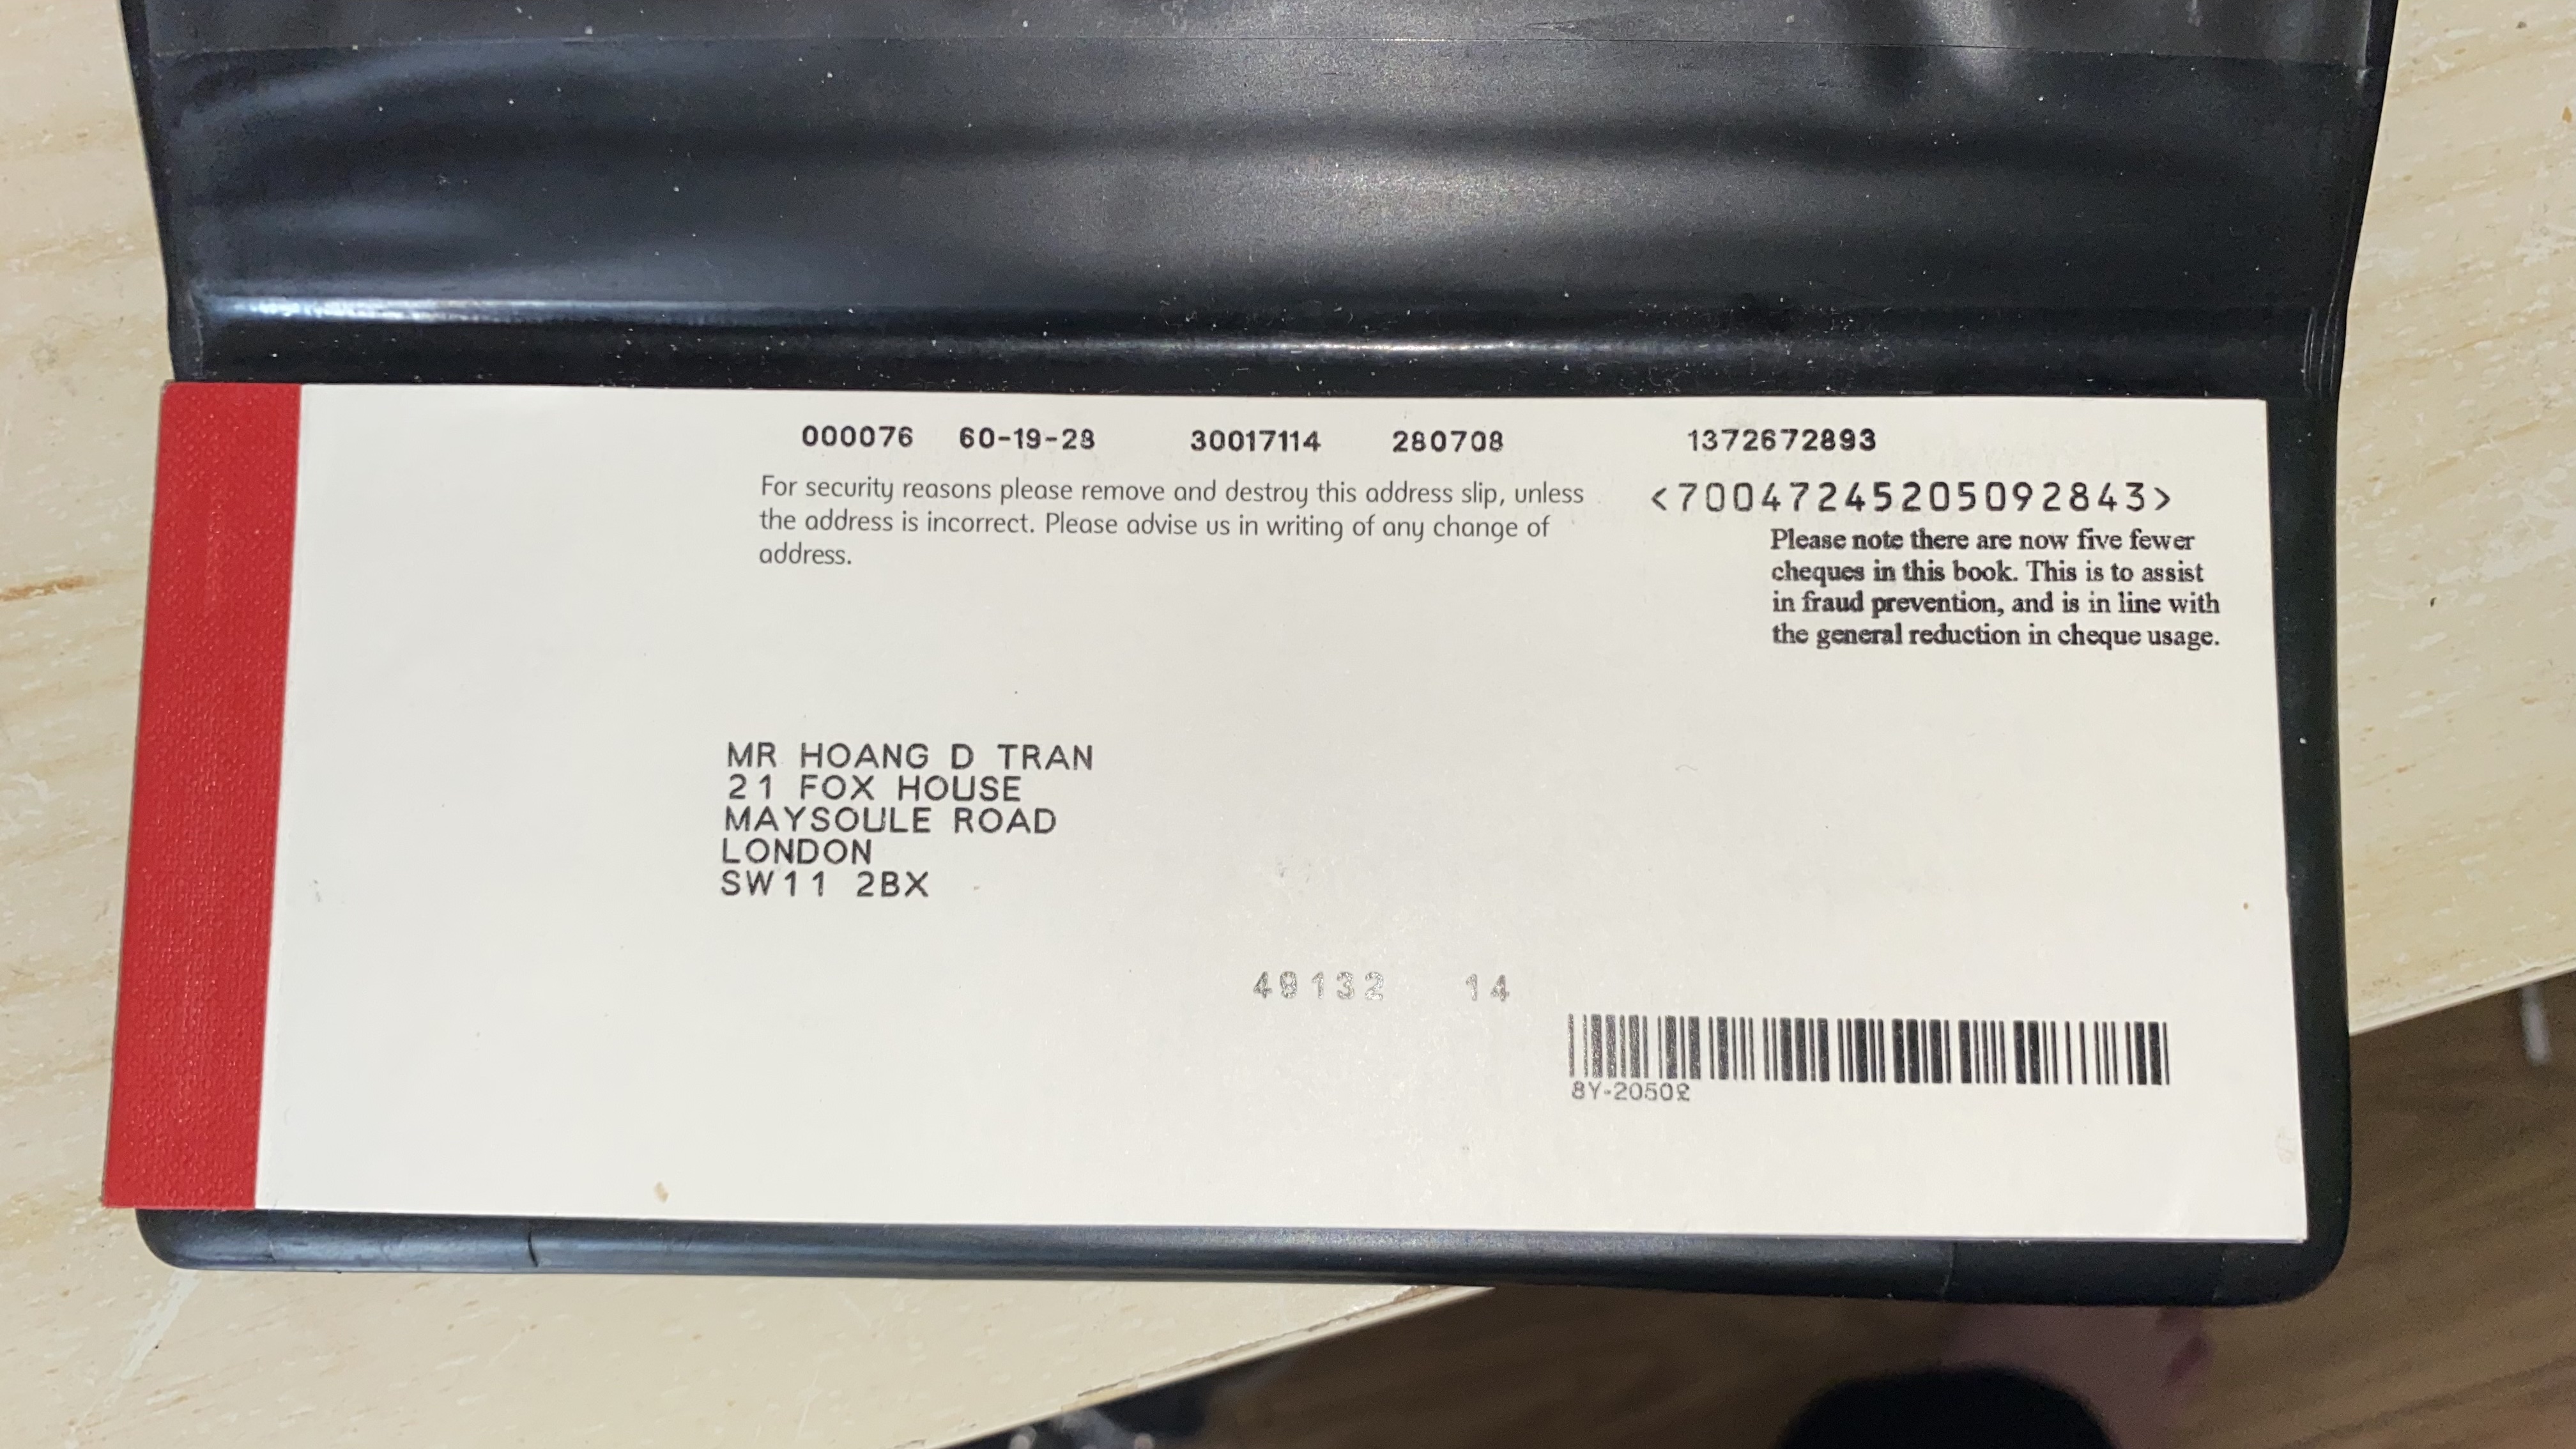 000076 60-19-28 30017114 280708 1372672893
For security reasons please remove and destroy this address slip, unless
the address is incorrect. Please advise us in writing of any change of
address.
<70047245205092843>
Please note there are now five fewer
cheques in this book. This is to assist
in fraud prevention, and is in line with
the general reduction in cheque usage.
MR HOANG D TRAN
21 FOX HOUSE
MAYSOULE ROAD
LONDON
SW11 2BX
49132 14
8Y-2050£